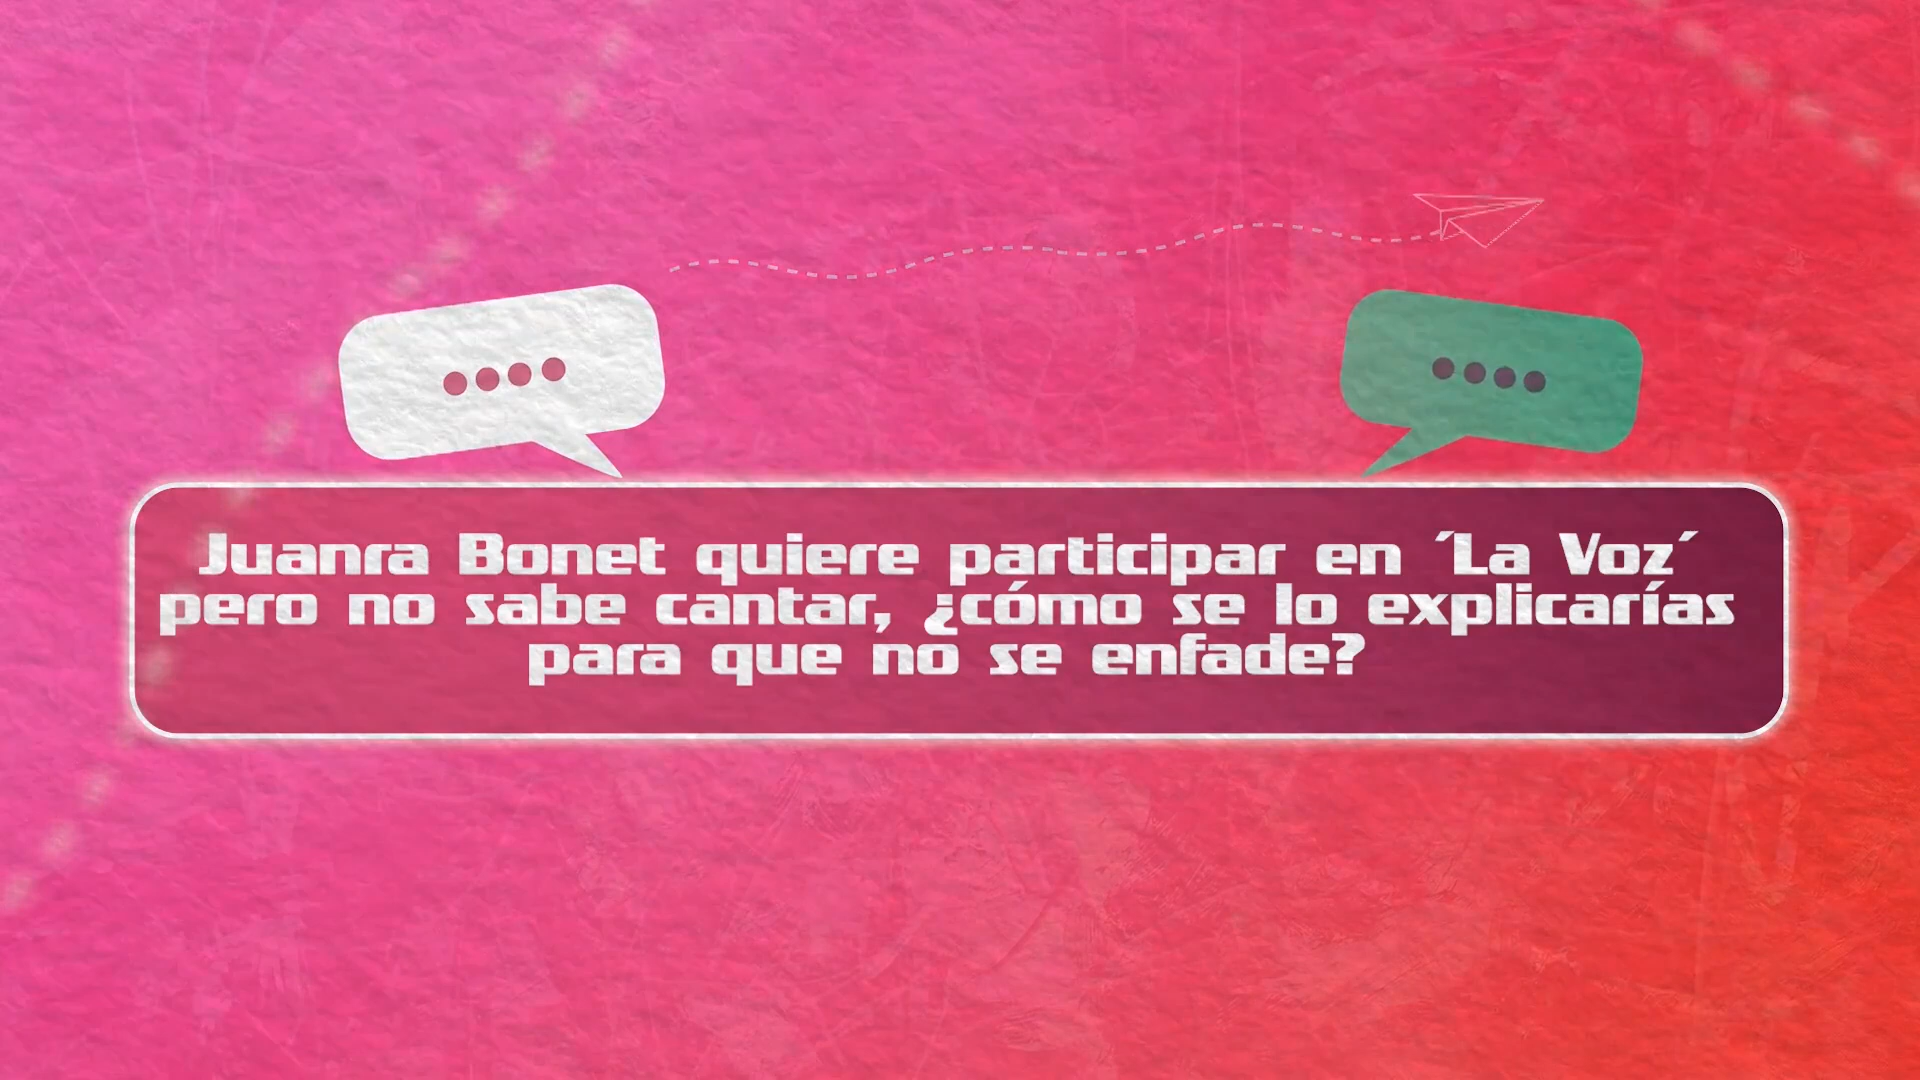 Juanra Bonet quiere participar en ´La Voz´
pero no sabe cantar, ¿cómo se lo explicarías
para que no se enfade?